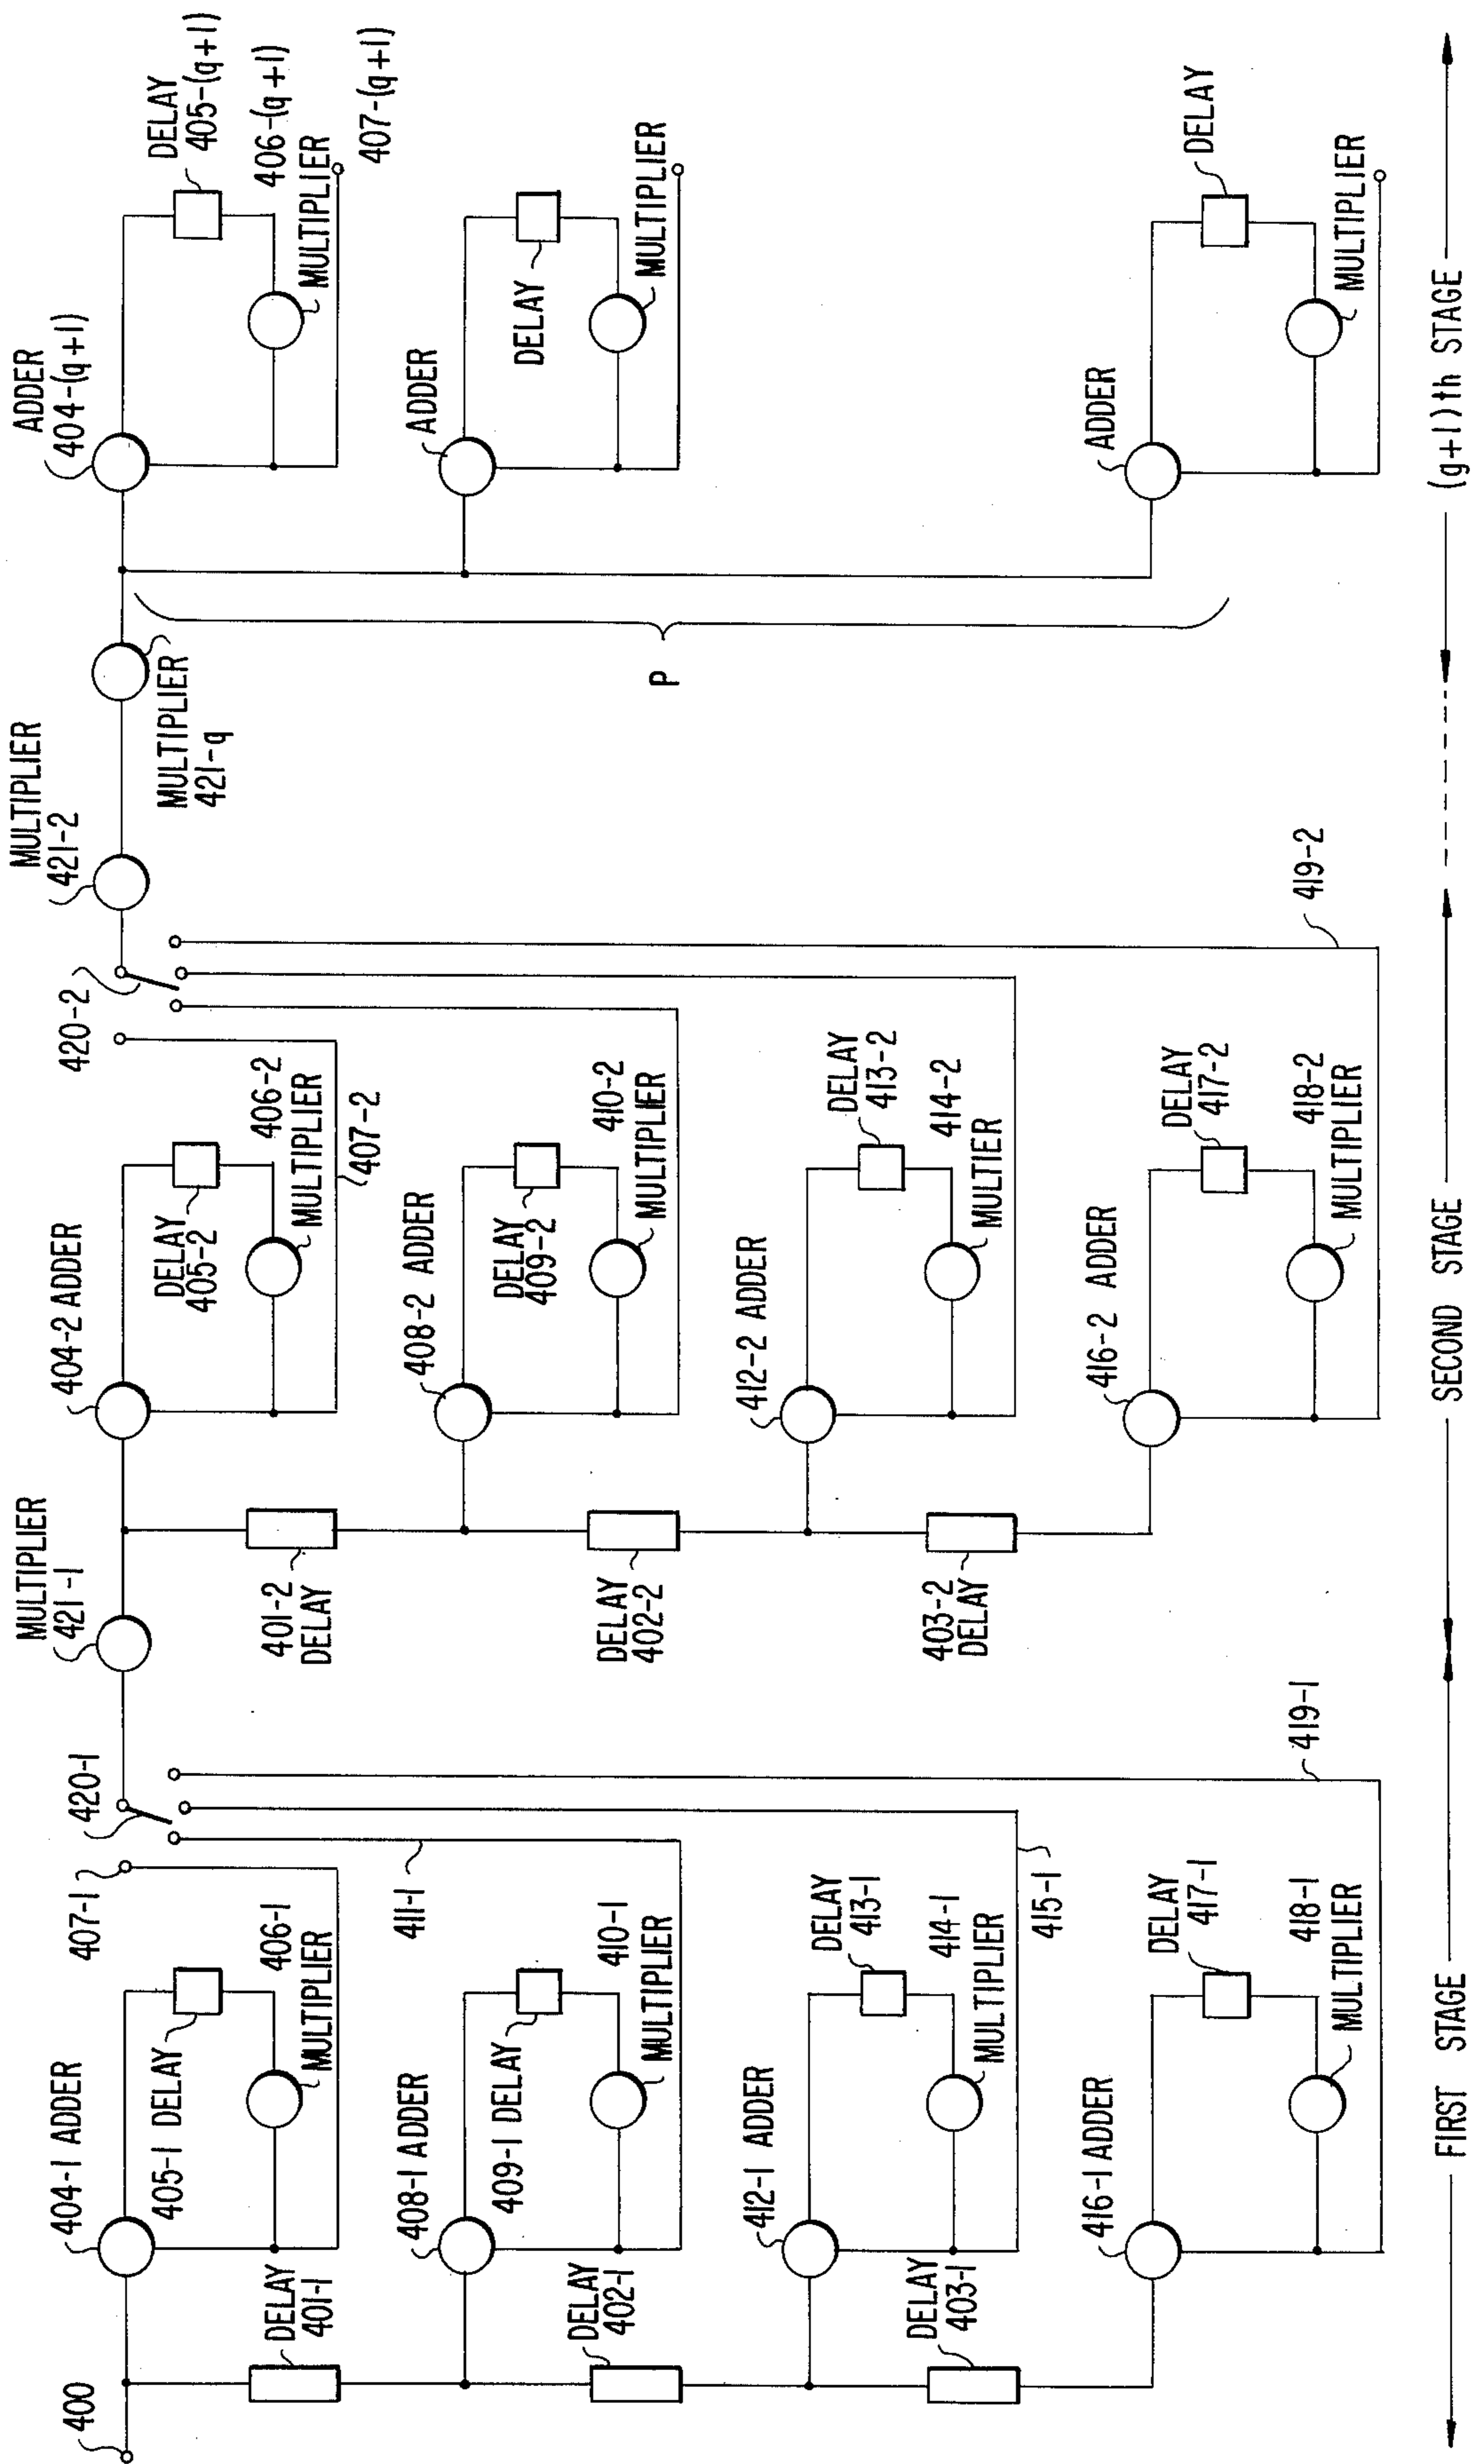 400
404-1 ADDER
405-1 DELAY
406-1
MULTIPLIER
407-1
DELAY
401-1
408-1 ADDER
409-1 DELAY
410-1
MULTIPLIER
411-1
DELAY
402-1
412-1 ADDER
DELAY
413-1
414-1
MULTIPLIER
415-1
DELAY
403-1
416-1 ADDER
DELAY
417-1
418-1
MULTIPLIER
419-1
420-1
MULTIPLIER
421-1
404-2 ADDER
DELAY
405-2
406-2
MULTIPLIER
407-2
401-2
DELAY
408-2 ADDER
DELAY
409-2
410-2
MULTIPLIER
DELAY
402-2
412-2 ADDER
DELAY
413-2
414-2
MULTIER
403-2
DELAY
416-2 ADDER
DELAY
417-2
418-2
MULTIPLIER
419-2
420-2
MULTIPLIER
421-2
MULTIPLIER
421-q
P
ADDER
404-(q+1)
DELAY
405-(q+1)
406-(q+1)
MULTIPLIER
407-(q+1)
ADDER
DELAY
MULTIPLIER
ADDER
DELAY
MULTIPLIER
FIRST STAGE
SECOND STAGE
(g+1)th STAGE